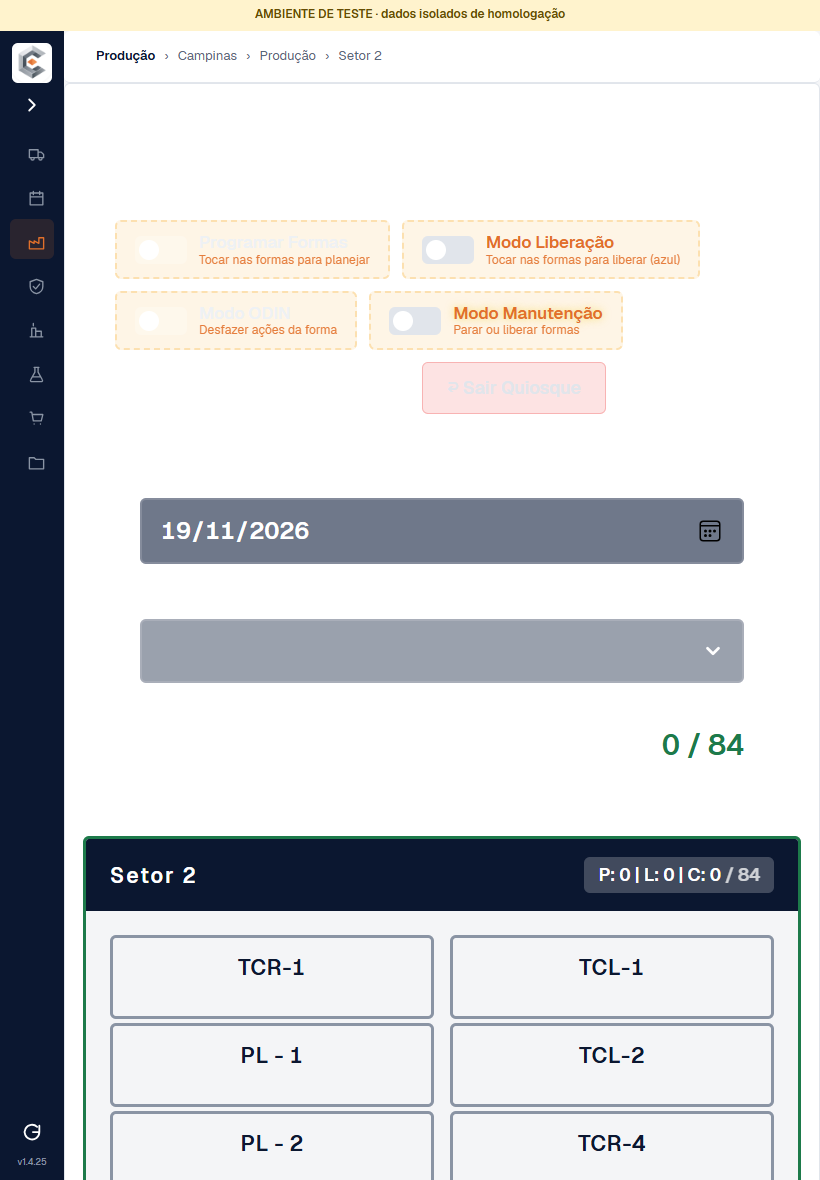 AMBIENTE DE TESTE · dados isolados de homologação
Produção › Campinas › Produção › Setor 2
Programar Formas
Tocar nas formas para planejar
Modo Liberação
Tocar nas formas para liberar (azul)
Modo ODIN
Desfazer ações da forma
Modo Manutenção
Parar ou liberar formas
Sair Quiosque
19/11/2026
0 / 84
Setor 2
P: 0 | L: 0 | C: 0 / 84
TCR-1
TCL-1
PL - 1
TCL-2
PL - 2
TCR-4
v1.4.25